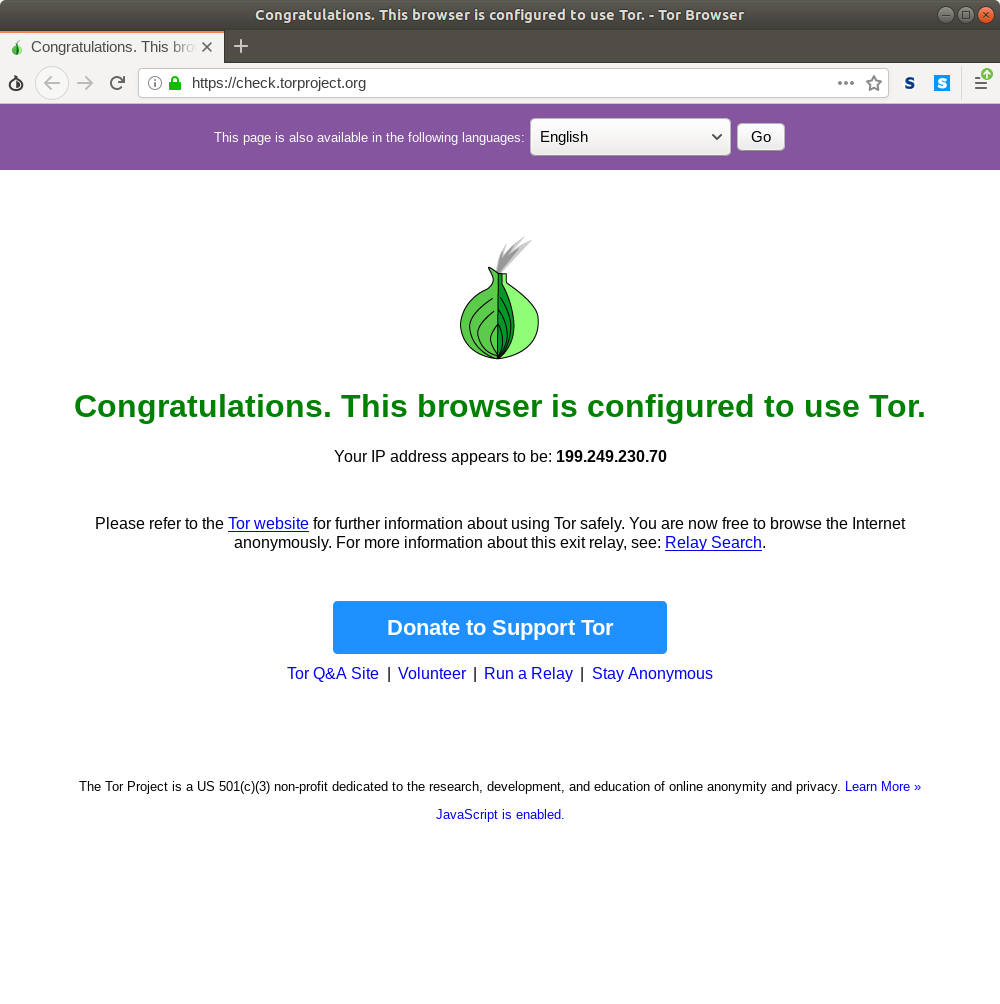 Congratulations. This browser is configured to use Tor. - Tor Browser
Congratulations. This bro
https://check.torproject.org
S
S
This page is also available in the following languages: English Go
Congratulations. This browser is configured to use Tor.
Your IP address appears to be: 199.249.230.70
Please refer to the Tor website for further information about using Tor safely. You are now free to browse the Internet
anonymously. For more information about this exit relay, see: Relay Search.
Donate to Support Tor
Tor Q&A Site | Volunteer | Run a Relay | Stay Anonymous
The Tor Project is a US 501(c)(3) non-profit dedicated to the research, development, and education of online anonymity and privacy. Learn More »
JavaScript is enabled.